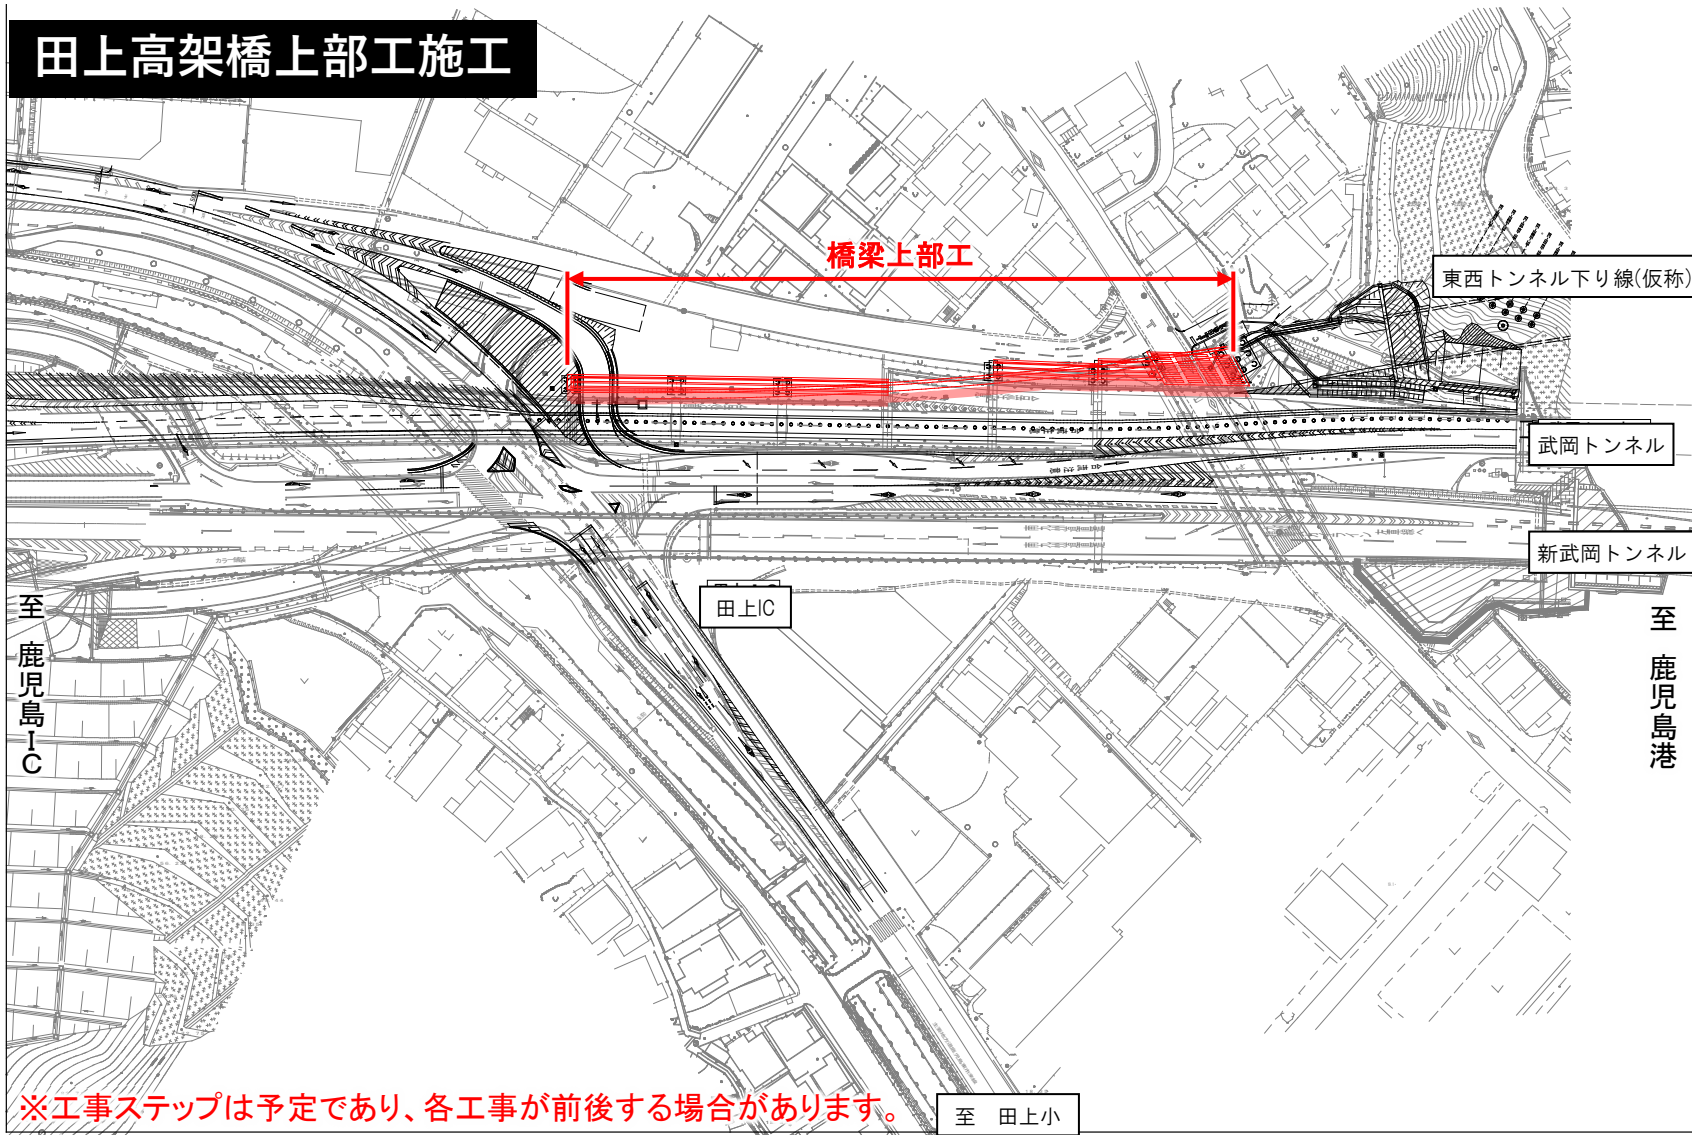 田上高架橋上部工施工
橋梁上部工
東西トンネル下り線(仮称)
武岡トンネル
新武岡トンネル
田上IC
至 鹿児島IC
至 鹿児島港
※工事ステップは予定であり、各工事が前後する場合があります。
至 田上小